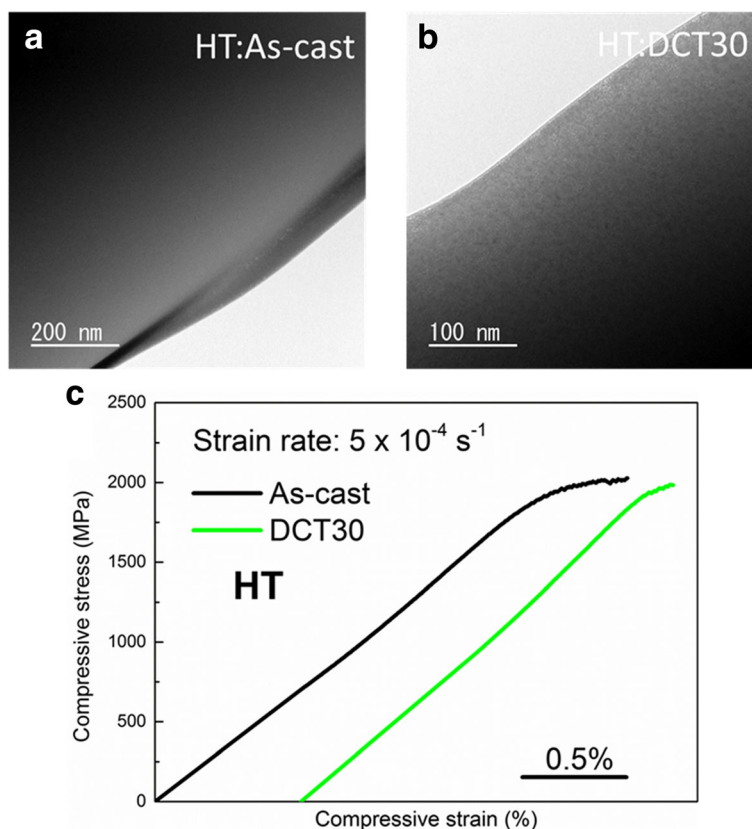 a
HT:As-cast
200 nm
b
HT:DCT30
100 nm
c
2500
2000
1500
1000
500
0
Compressive stress (MPa)
Strain rate: 5 x 10⁻⁴ s⁻¹
As-cast
DCT30
HT
0.5%
Compressive strain (%)